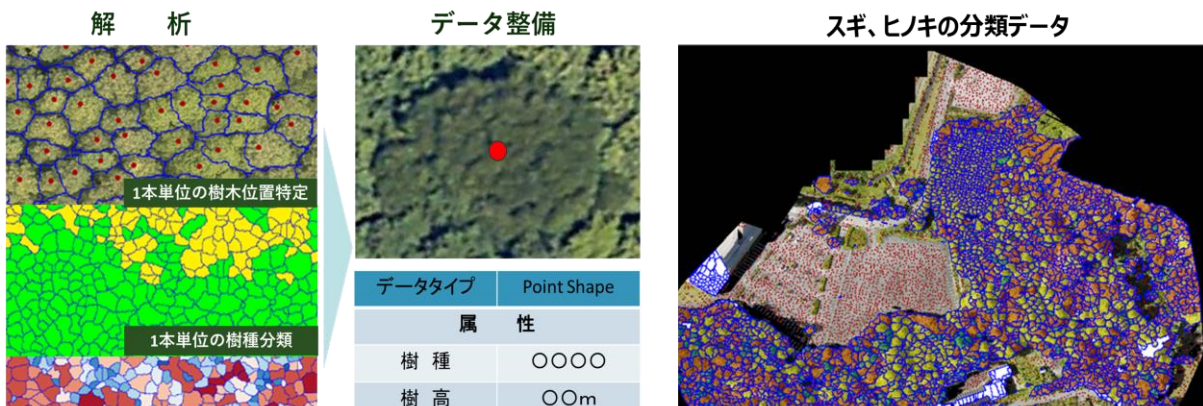 解 析
1本単位の樹木位置特定
1本単位の樹種分類
データ整備
データタイプ Point Shape
属 性
樹 種 〇〇〇〇
樹 高 〇〇m
スギ、ヒノキの分類データ